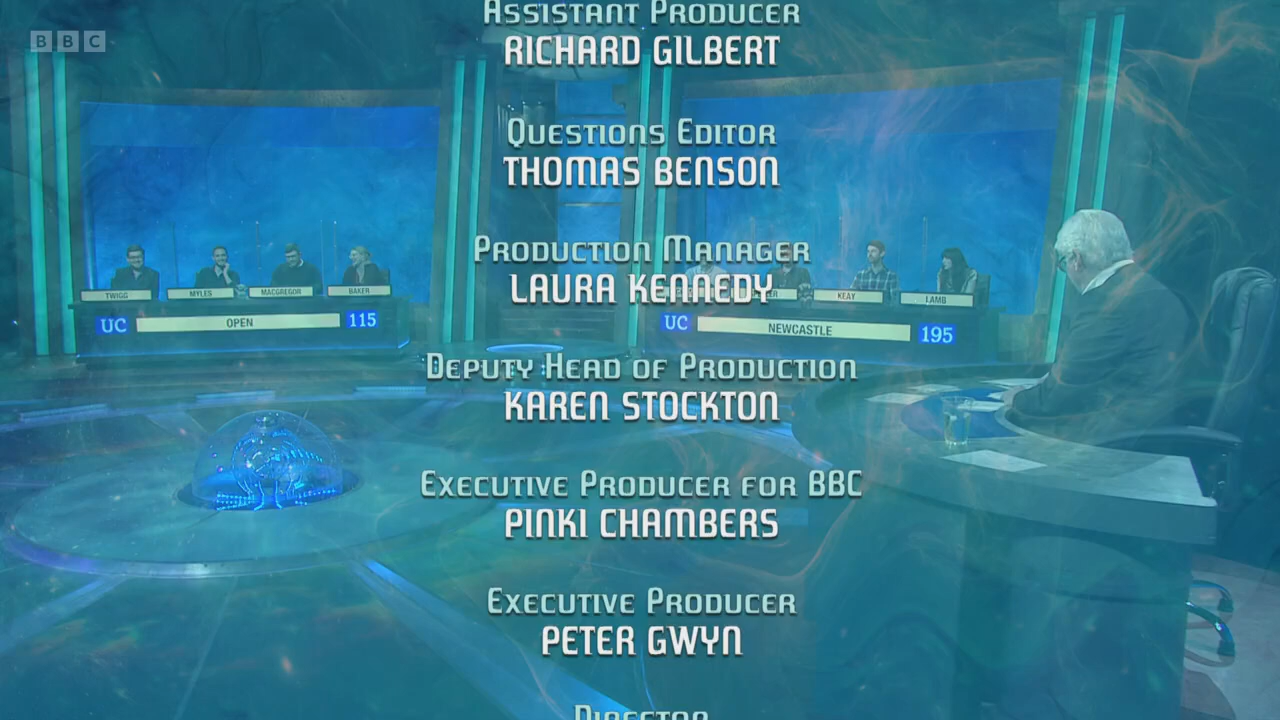 BBC
ASSISTANT PRODUCER
RICHARD GILBERT
QUESTIONS EDITOR
THOMAS BENSON
PRODUCTION MANAGER
LAURA KENNEDY
TWIGG MYLES MACGREGOR BAKER
KEAY LAMB
UC OPEN 115
UC NEWCASTLE 195
DEPUTY HEAD OF PRODUCTION
KAREN STOCKTON
EXECUTIVE PRODUCER FOR BBC
PINKI CHAMBERS
EXECUTIVE PRODUCER
PETER GWYN
DIRECTOR